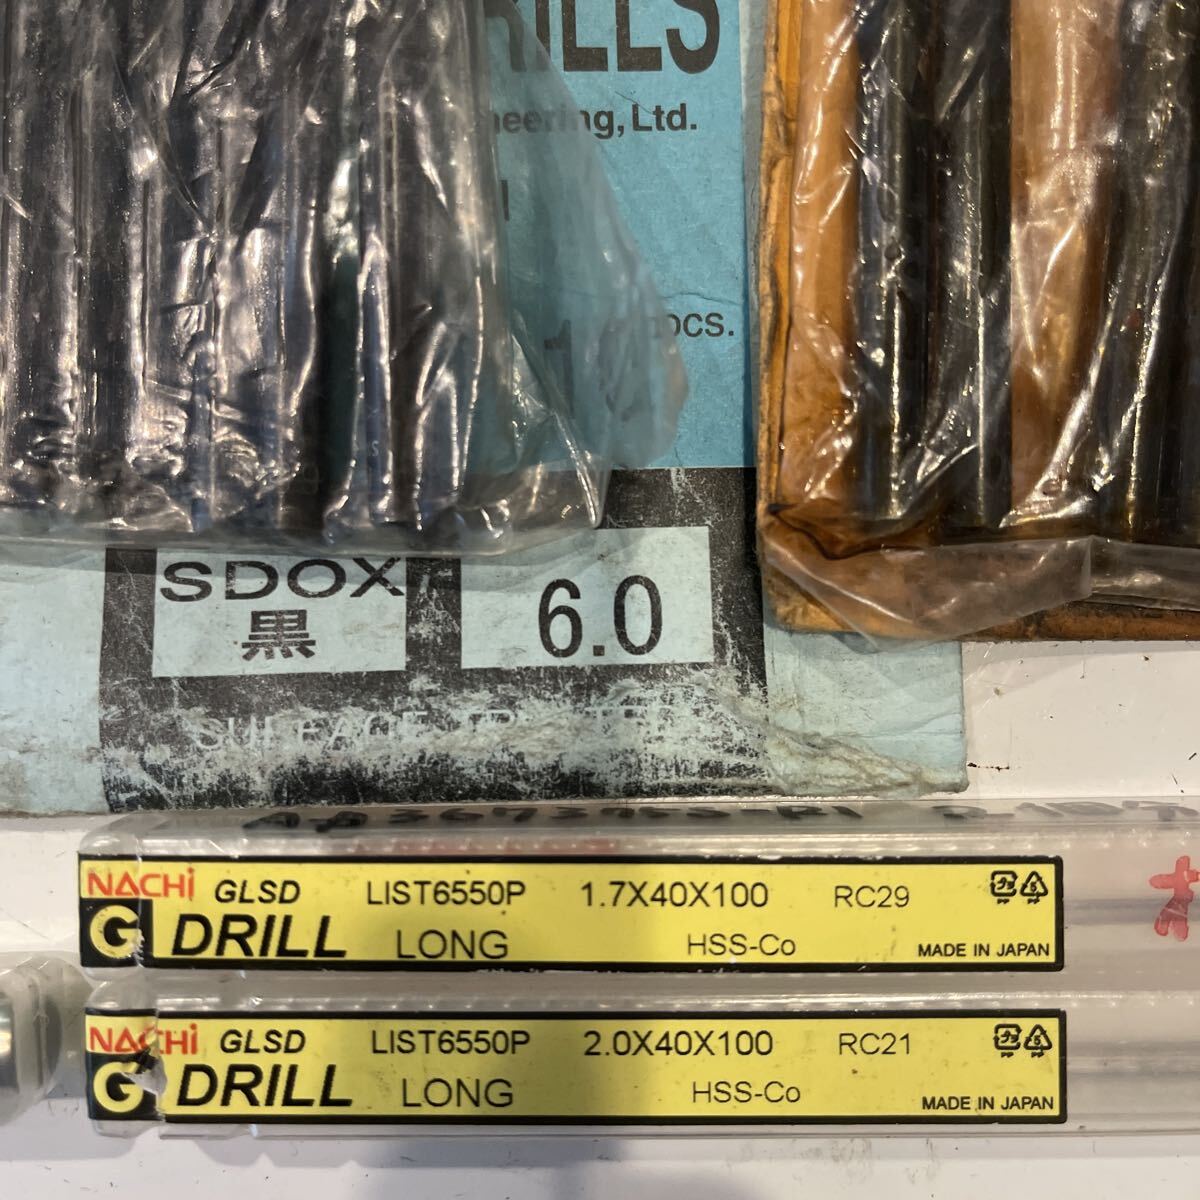 RILLS
neering, Ltd.
pcs.
SDOX
黒
6.0
NACHi GLSD LIST6550P 1.7X40X100 RC29
G DRILL LONG HSS-Co MADE IN JAPAN
NACHi GLSD LIST6550P 2.0X40X100 RC21
G DRILL LONG HSS-Co MADE IN JAPAN